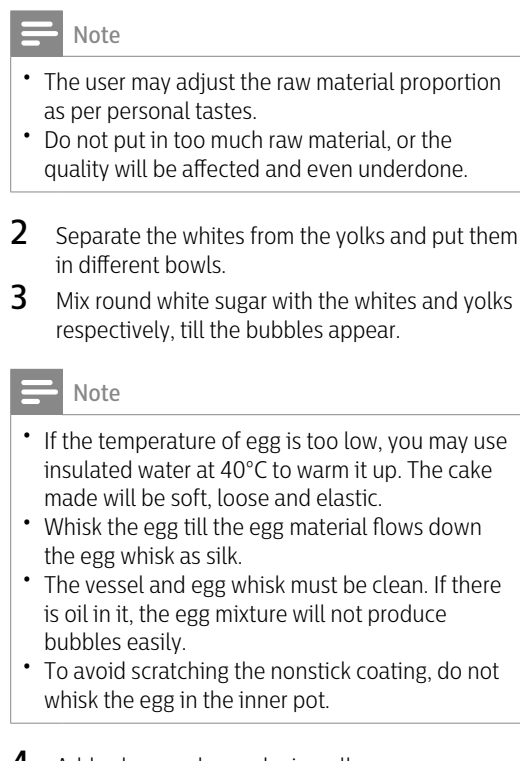 Note
• The user may adjust the raw material proportion
as per personal tastes.
• Do not put in too much raw material, or the
quality will be affected and even underdone.
2 Separate the whites from the yolks and put them
in different bowls.
3 Mix round white sugar with the whites and yolks
respectively, till the bubbles appear.
Note
• If the temperature of egg is too low, you may use
insulated water at 40°C to warm it up. The cake
made will be soft, loose and elastic.
• Whisk the egg till the egg material flows down
the egg whisk as silk.
• The vessel and egg whisk must be clean. If there
is oil in it, the egg mixture will not produce
bubbles easily.
• To avoid scratching the nonstick coating, do not
whisk the egg in the inner pot.
4